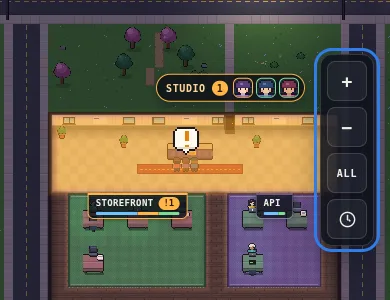 STUDIO 1
+
−
ALL
STOREFRONT !1
API
!